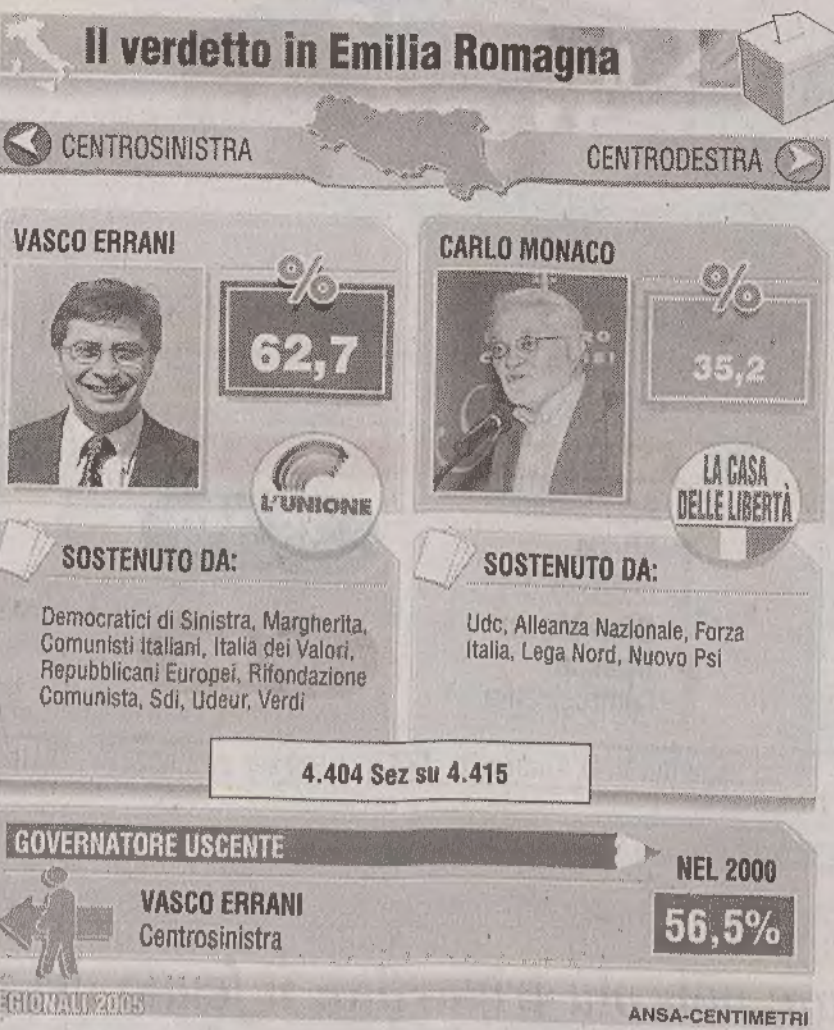 Il verdetto in Emilia Romagna
CENTROSINISTRA
CENTRODESTRA
VASCO ERRANI
%
62,7
L'UNIONE
SOSTENUTO DA:
Democratici di Sinistra, Margherita,
Comunisti Italiani, Italia dei Valori,
Repubblicani Europei, Rifondazione
Comunista, Sdi, Udeur, Verdi
CARLO MONACO
%
35,2
LA CASA
DELLE LIBERTÀ
SOSTENUTO DA:
Udc, Alleanza Nazionale, Forza
Italia, Lega Nord, Nuovo Psi
4.404 Sez su 4.415
GOVERNATORE USCENTE
VASCO ERRANI
Centrosinistra
NEL 2000
56,5%
EGIONALI 2005
ANSA-CENTIMETRI